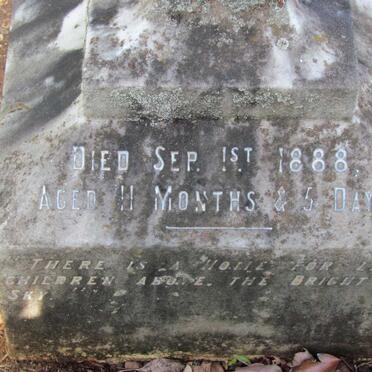 DIED SEP. 1ST 1888,
AGED 11 MONTHS & 5 DAY
THERE IS A HOME FOR L
CHILDREN ABOVE THE BRIGHT
SKY